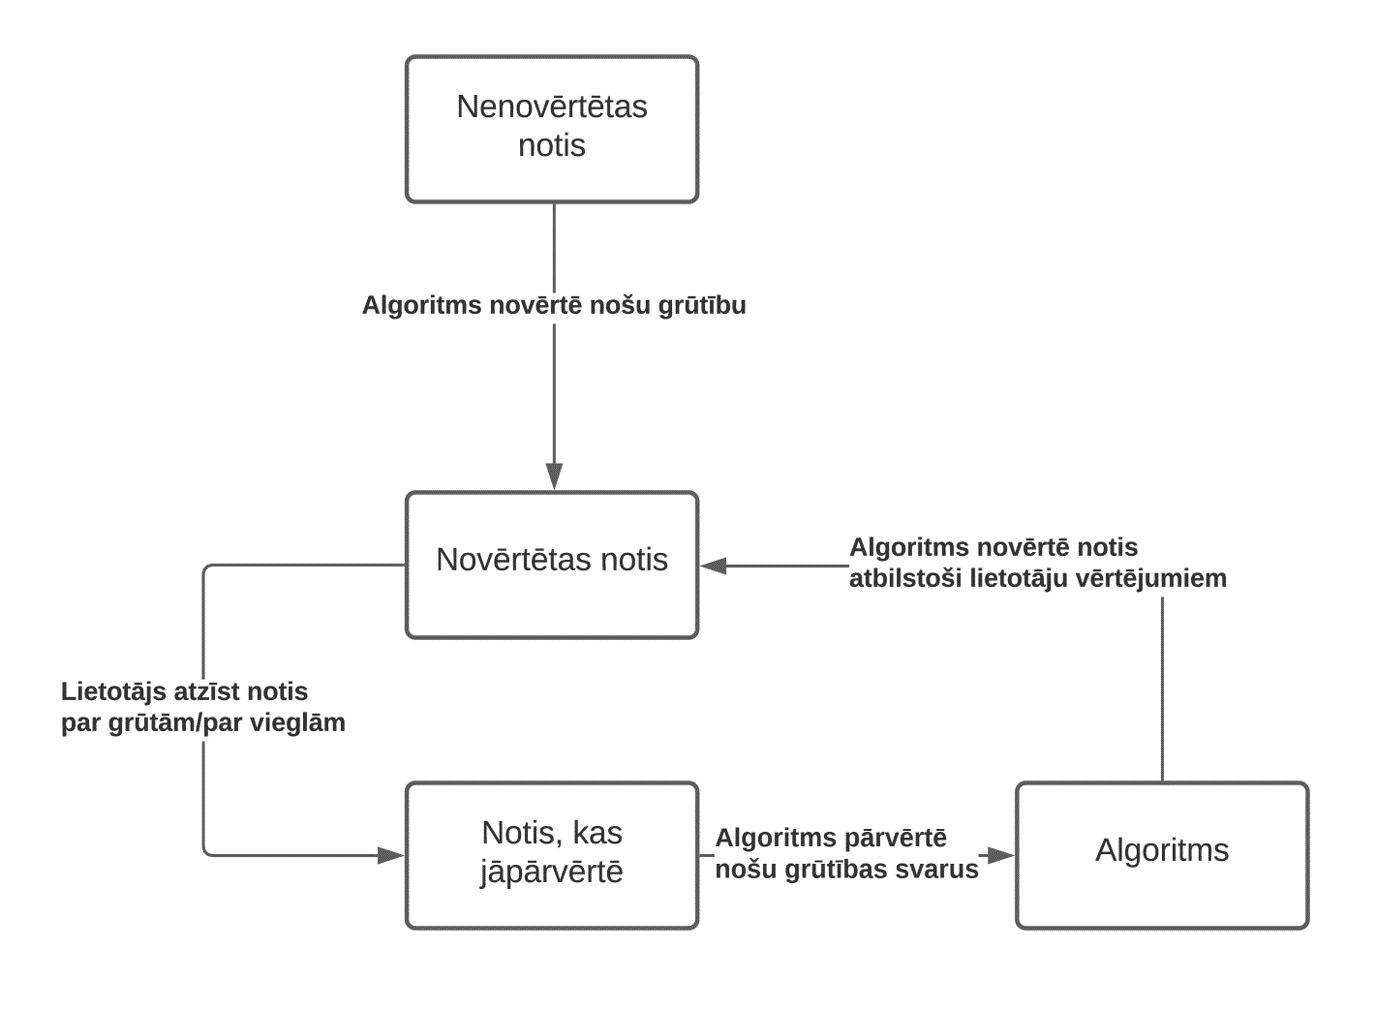 Nenovērtētas
notis
Algoritms novērtē nošu grūtību
Novērtētas notis
Algoritms novērtē notis
atbilstoši lietotāju vērtējumiem
Lietotājs atzīst notis
par grūtām/par vieglām
Notis, kas
jāpārvērtē
Algoritms pārvērtē
nošu grūtības svarus
Algoritms